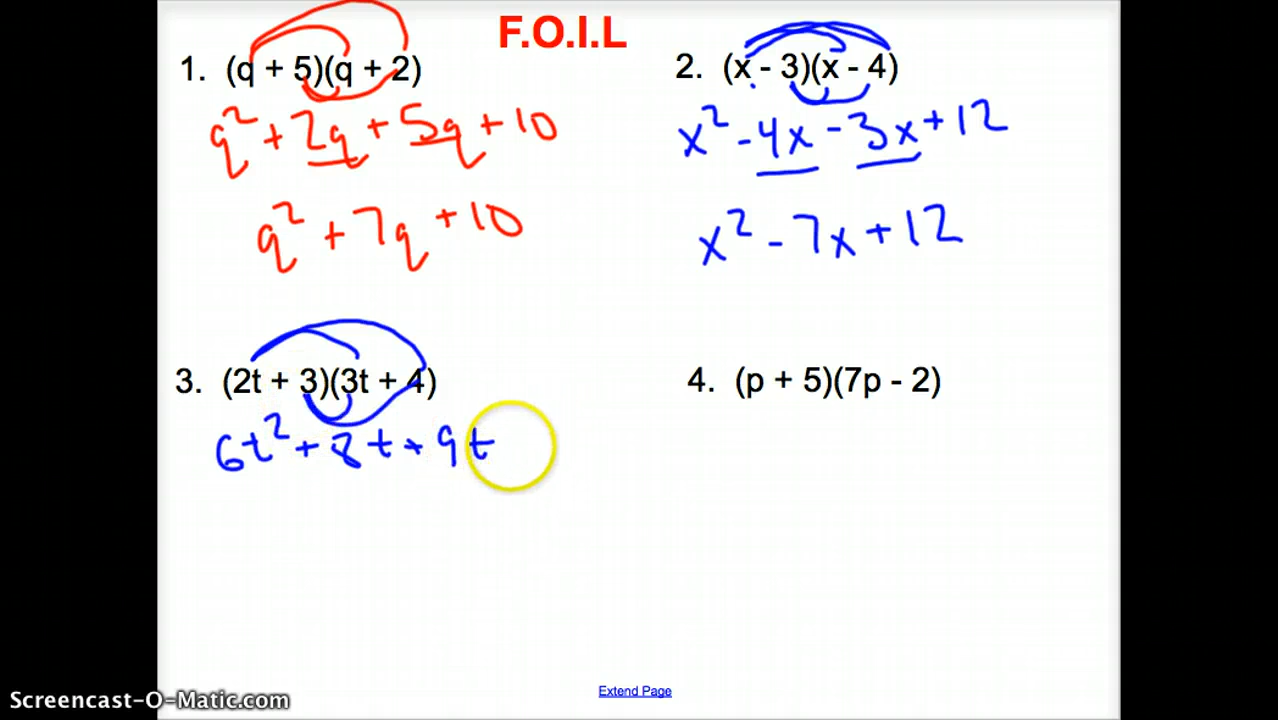 F.O.I.L
1. (q + 5)(q + 2)
q² + 2q + 5q + 10
q² + 7q + 10
2. (x - 3)(x - 4)
x² - 4x - 3x + 12
x² - 7x + 12
3. (2t + 3)(3t + 4)
6t² + 8t + 9t
4. (p + 5)(7p - 2)
Extend Page
Screencast-O-Matic.com